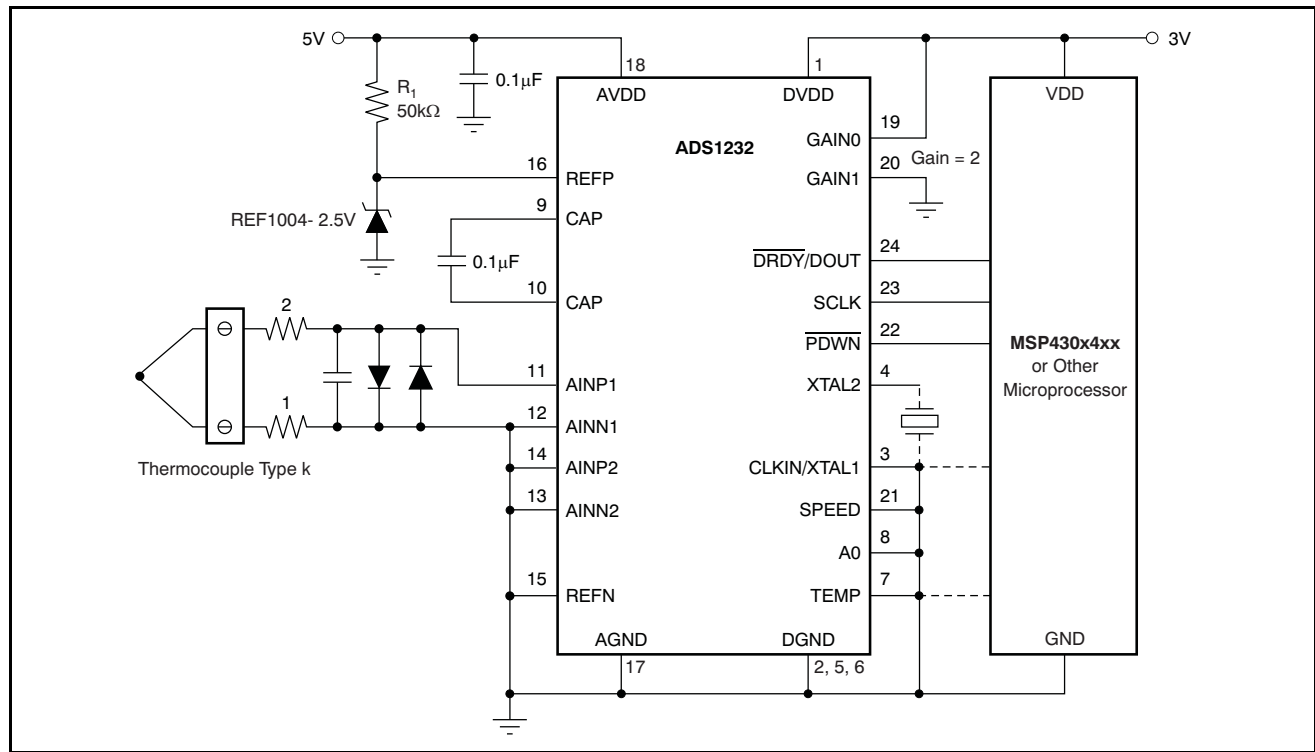 5V
3V
R1
50kΩ
0.1μF
18
AVDD
1
DVDD
VDD
ADS1232
19
GAIN0
20
GAIN1
Gain = 2
16
REFP
REF1004- 2.5V
9
CAP
0.1μF
10
CAP
24
DRDY/DOUT
23
SCLK
22
PDWN
MSP430x4xx
or Other
Microprocessor
2
1
Thermocouple Type k
11
AINP1
12
AINN1
14
AINP2
13
AINN2
15
REFN
4
XTAL2
3
CLKIN/XTAL1
21
SPEED
8
A0
7
TEMP
AGND
17
DGND
2, 5, 6
GND